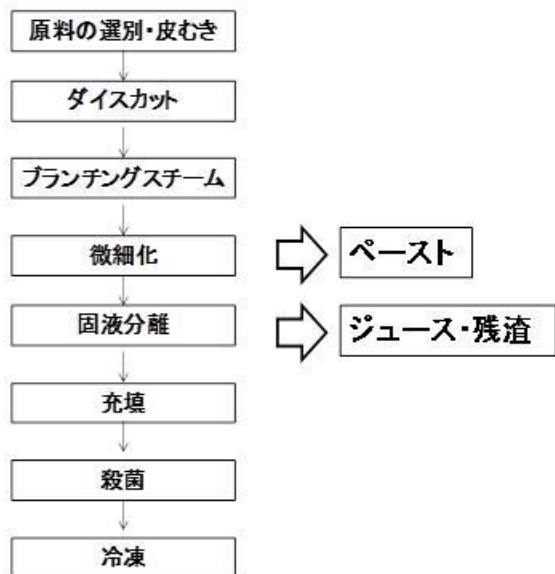 原料の選別・皮むき
ダイスカット
ブランチングスチーム
微細化
ペースト
固液分離
ジュース・残渣
充填
殺菌
冷凍